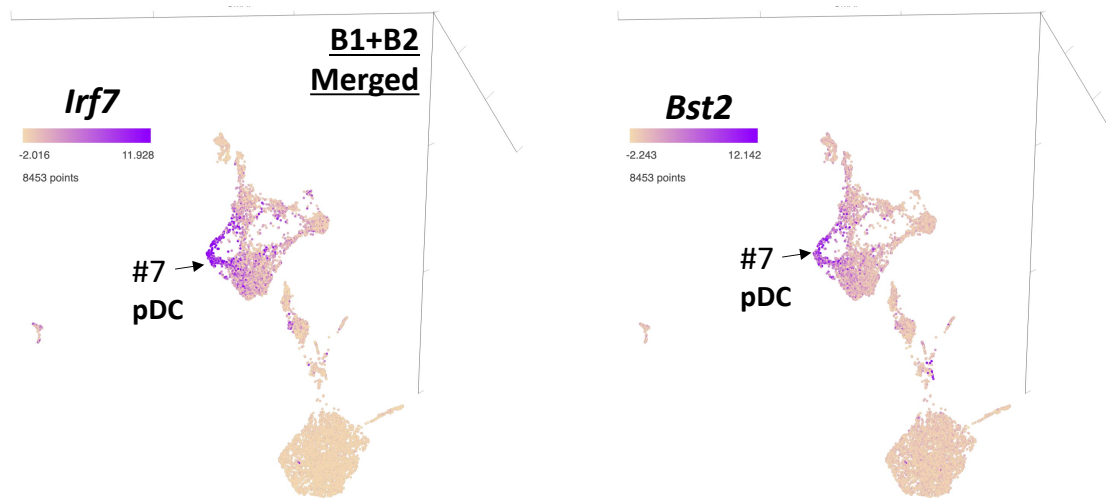 B1+B2
Merged
Irf7
-2.016 11.928
8453 points
#7
pDC
Bst2
-2.243 12.142
8453 points
#7
pDC